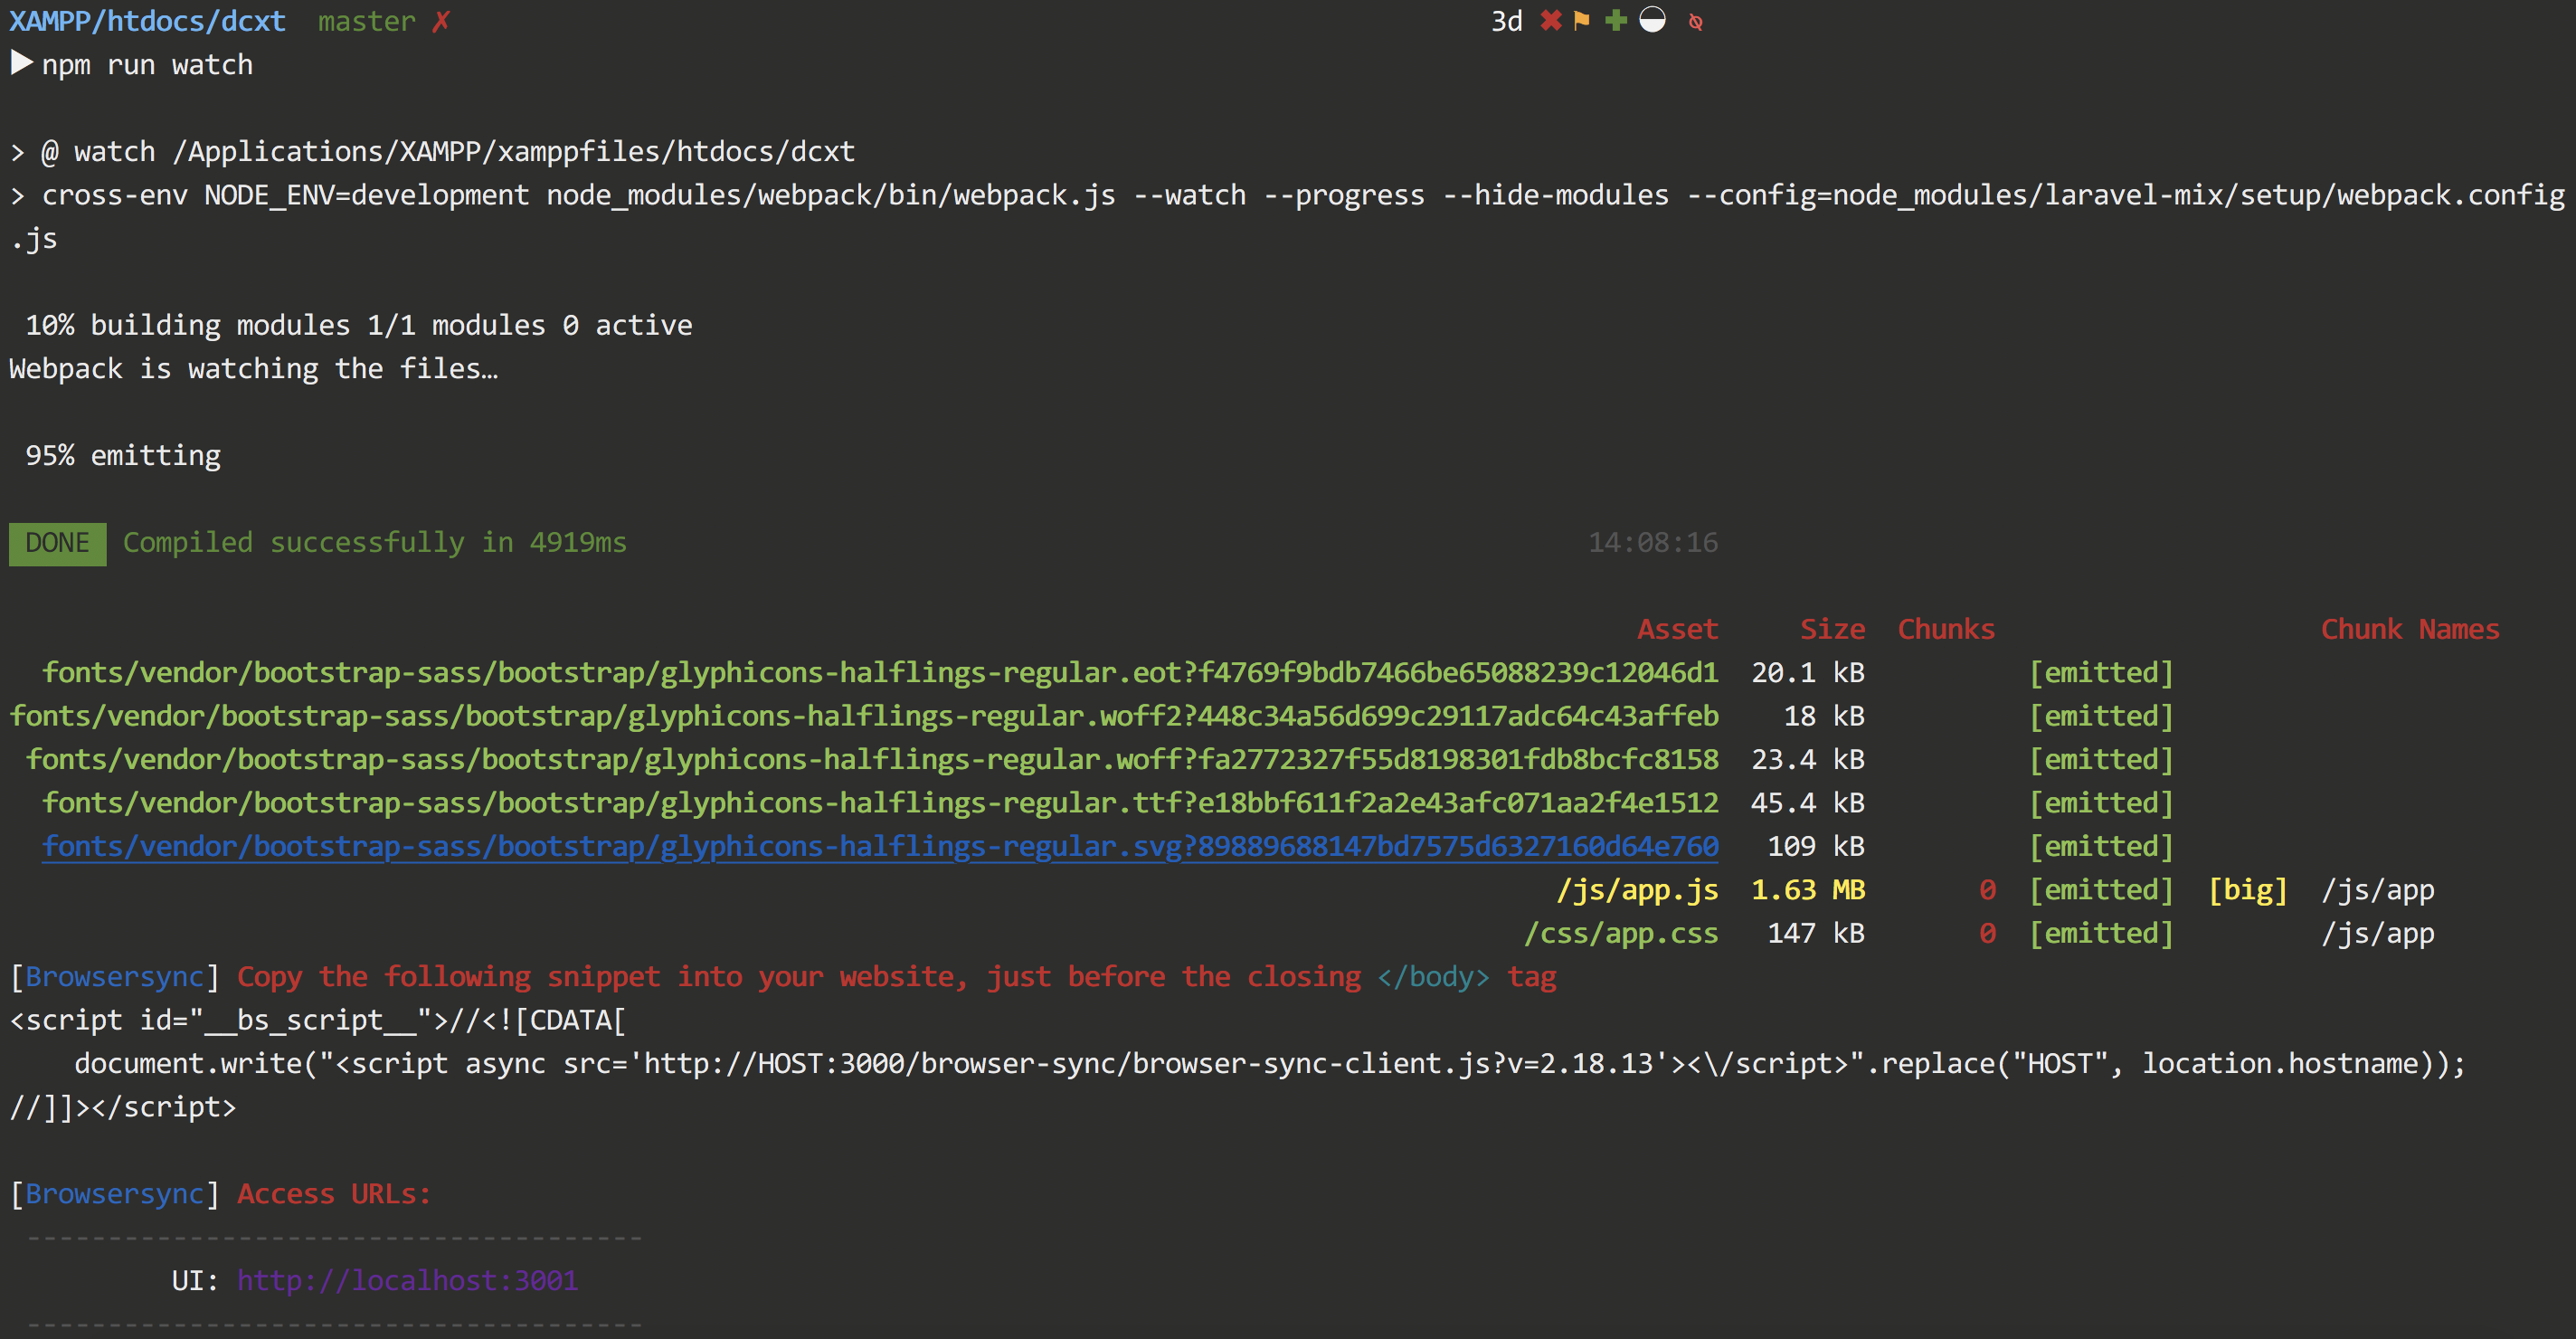 XAMPP/htdocs/dcxt  master ✗ 3d ✖ ⚑ ✚ ◒ ⍉
▶ npm run watch
> @ watch /Applications/XAMPP/xamppfiles/htdocs/dcxt
> cross-env NODE_ENV=development node_modules/webpack/bin/webpack.js --watch --progress --hide-modules --config=node_modules/laravel-mix/setup/webpack.config
.js
10% building modules 1/1 modules 0 active
Webpack is watching the files…
95% emitting
DONE  Compiled successfully in 4919ms 14:08:16
Asset Size Chunks Chunk Names
fonts/vendor/bootstrap-sass/bootstrap/glyphicons-halflings-regular.eot?f4769f9bdb7466be65088239c12046d1 20.1 kB [emitted]
fonts/vendor/bootstrap-sass/bootstrap/glyphicons-halflings-regular.woff2?448c34a56d699c29117adc64c43affeb 18 kB [emitted]
fonts/vendor/bootstrap-sass/bootstrap/glyphicons-halflings-regular.woff?fa2772327f55d8198301fdb8bcfc8158 23.4 kB [emitted]
fonts/vendor/bootstrap-sass/bootstrap/glyphicons-halflings-regular.ttf?e18bbf611f2a2e43afc071aa2f4e1512 45.4 kB [emitted]
fonts/vendor/bootstrap-sass/bootstrap/glyphicons-halflings-regular.svg?89889688147bd7575d6327160d64e760 109 kB [emitted]
/js/app.js 1.63 MB 0 [emitted] [big] /js/app
/css/app.css 147 kB 0 [emitted] /js/app
[Browsersync] Copy the following snippet into your website, just before the closing </body> tag
<script id="__bs_script__">//<![CDATA[
    document.write("<script async src='http://HOST:3000/browser-sync/browser-sync-client.js?v=2.18.13'><\/script>".replace("HOST", location.hostname));
//]]></script>
[Browsersync] Access URLs:
--------------------------------------
UI: http://localhost:3001
--------------------------------------